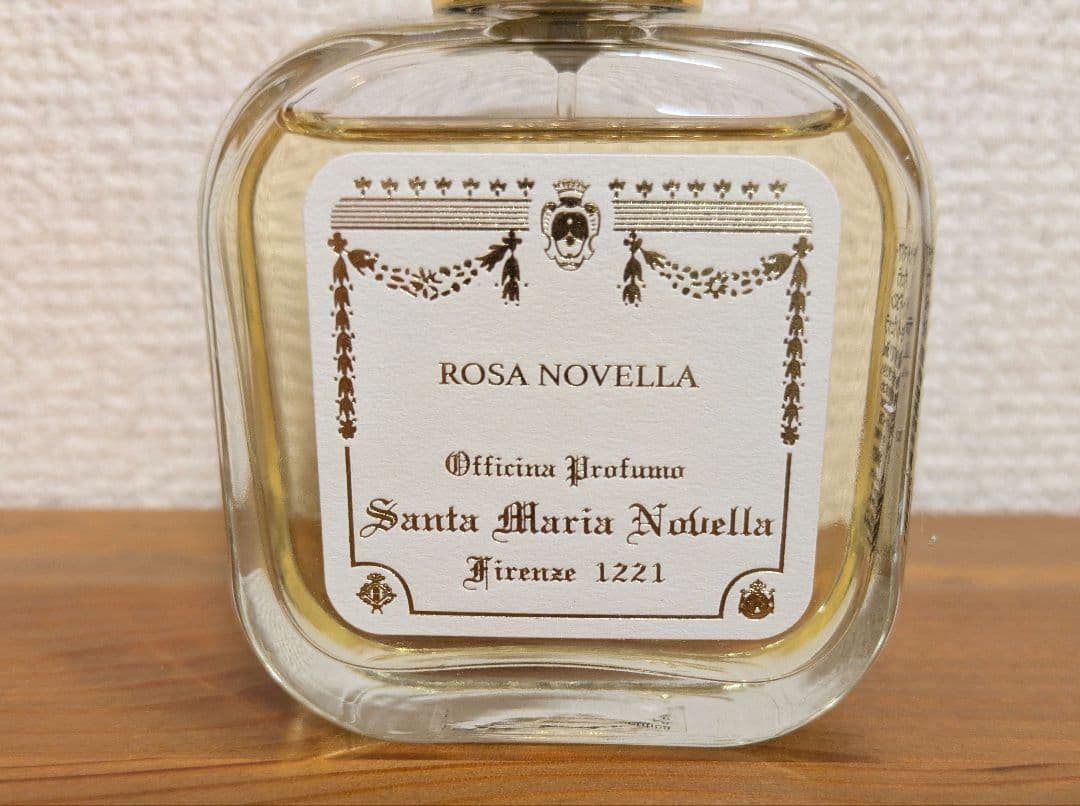 ROSA NOVELLA
Officina Profumo
Santa Maria Novella
Firenze 1221